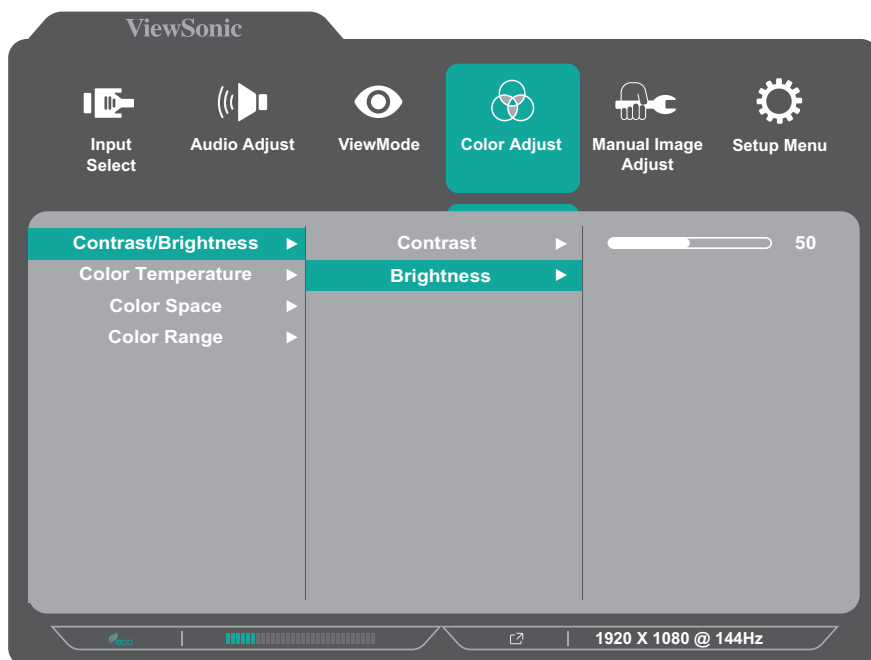 ViewSonic
Input
Select
Audio Adjust
ViewMode
Color Adjust
Manual Image
Adjust
Setup Menu
Contrast/Brightness
Color Temperature
Color Space
Color Range
Contrast
Brightness
50
eco
1920 X 1080 @ 144Hz